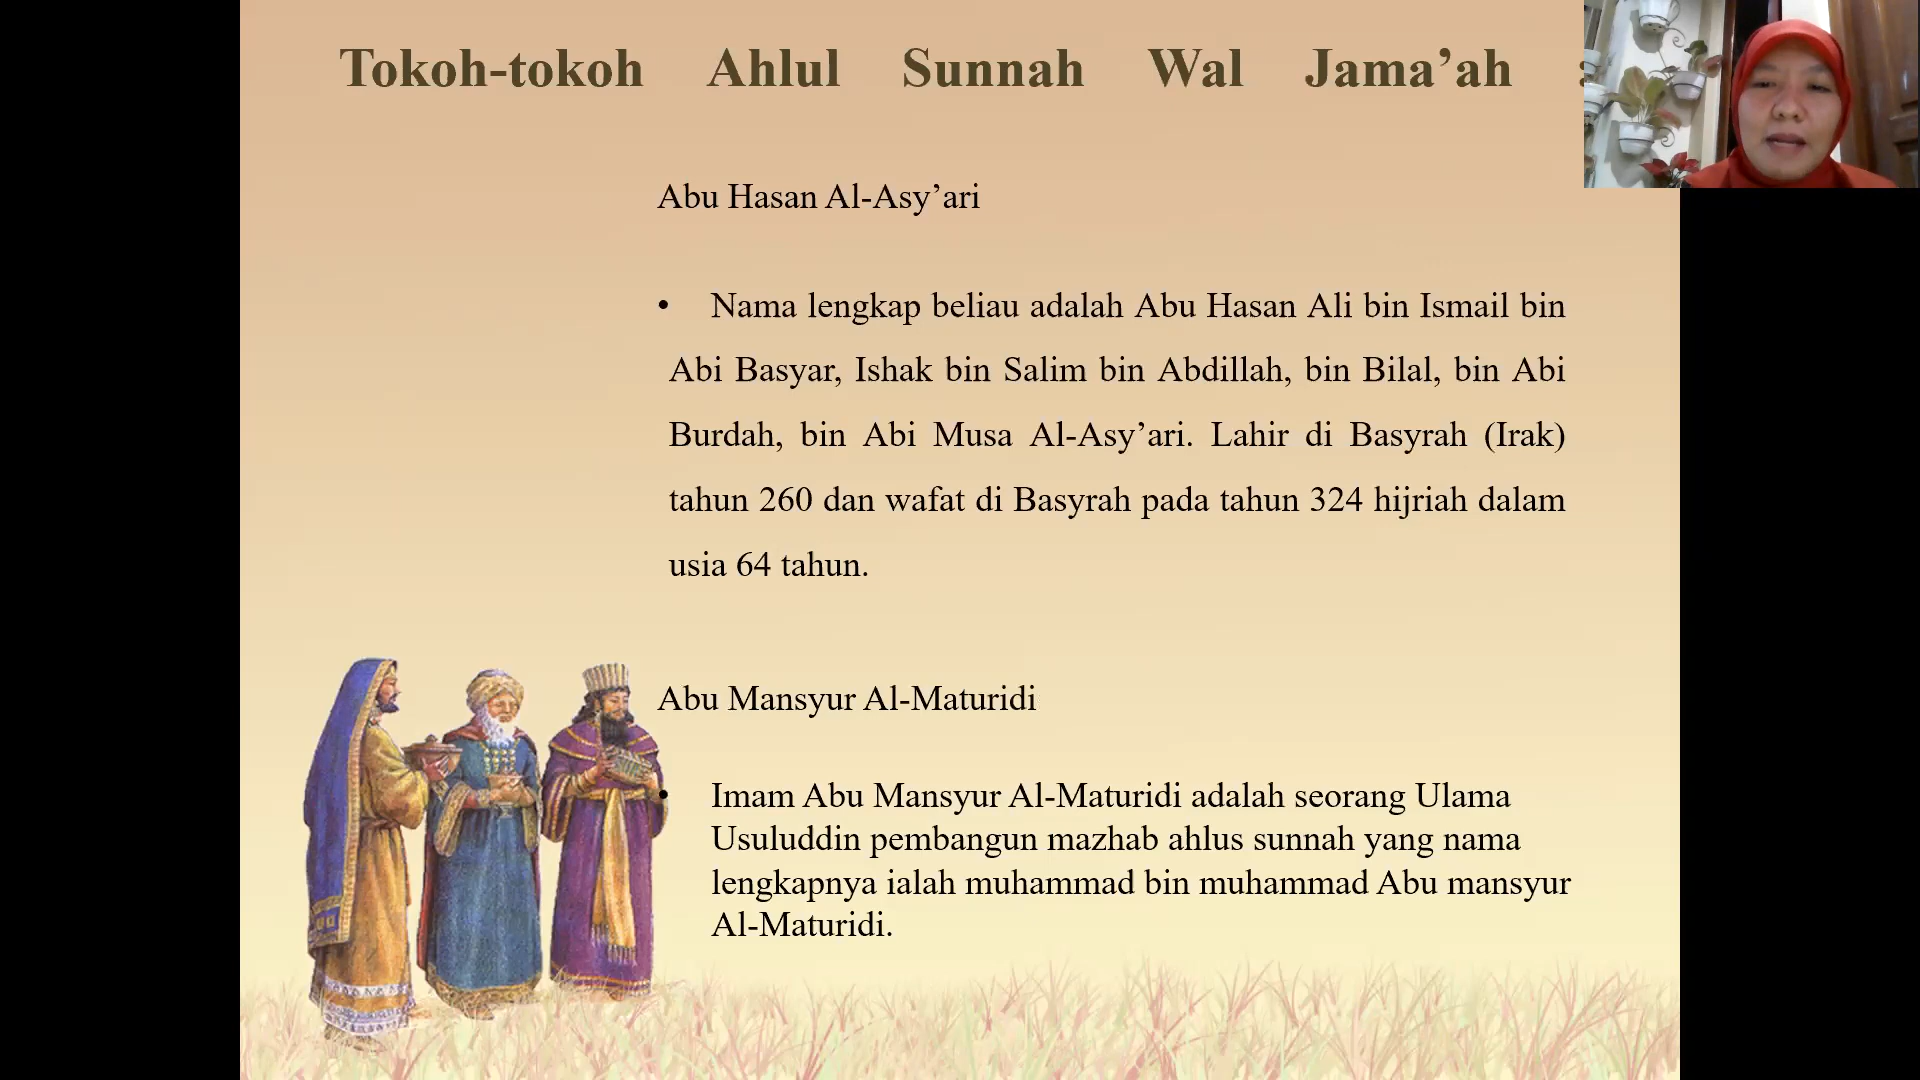 Tokoh-tokoh Ahlul Sunnah Wal Jama’ah :
Abu Hasan Al-Asy’ari
• Nama lengkap beliau adalah Abu Hasan Ali bin Ismail bin
Abi Basyar, Ishak bin Salim bin Abdillah, bin Bilal, bin Abi
Burdah, bin Abi Musa Al-Asy’ari. Lahir di Basyrah (Irak)
tahun 260 dan wafat di Basyrah pada tahun 324 hijriah dalam
usia 64 tahun.
Abu Mansyur Al-Maturidi
• Imam Abu Mansyur Al-Maturidi adalah seorang Ulama
Usuluddin pembangun mazhab ahlus sunnah yang nama
lengkapnya ialah muhammad bin muhammad Abu mansyur
Al-Maturidi.